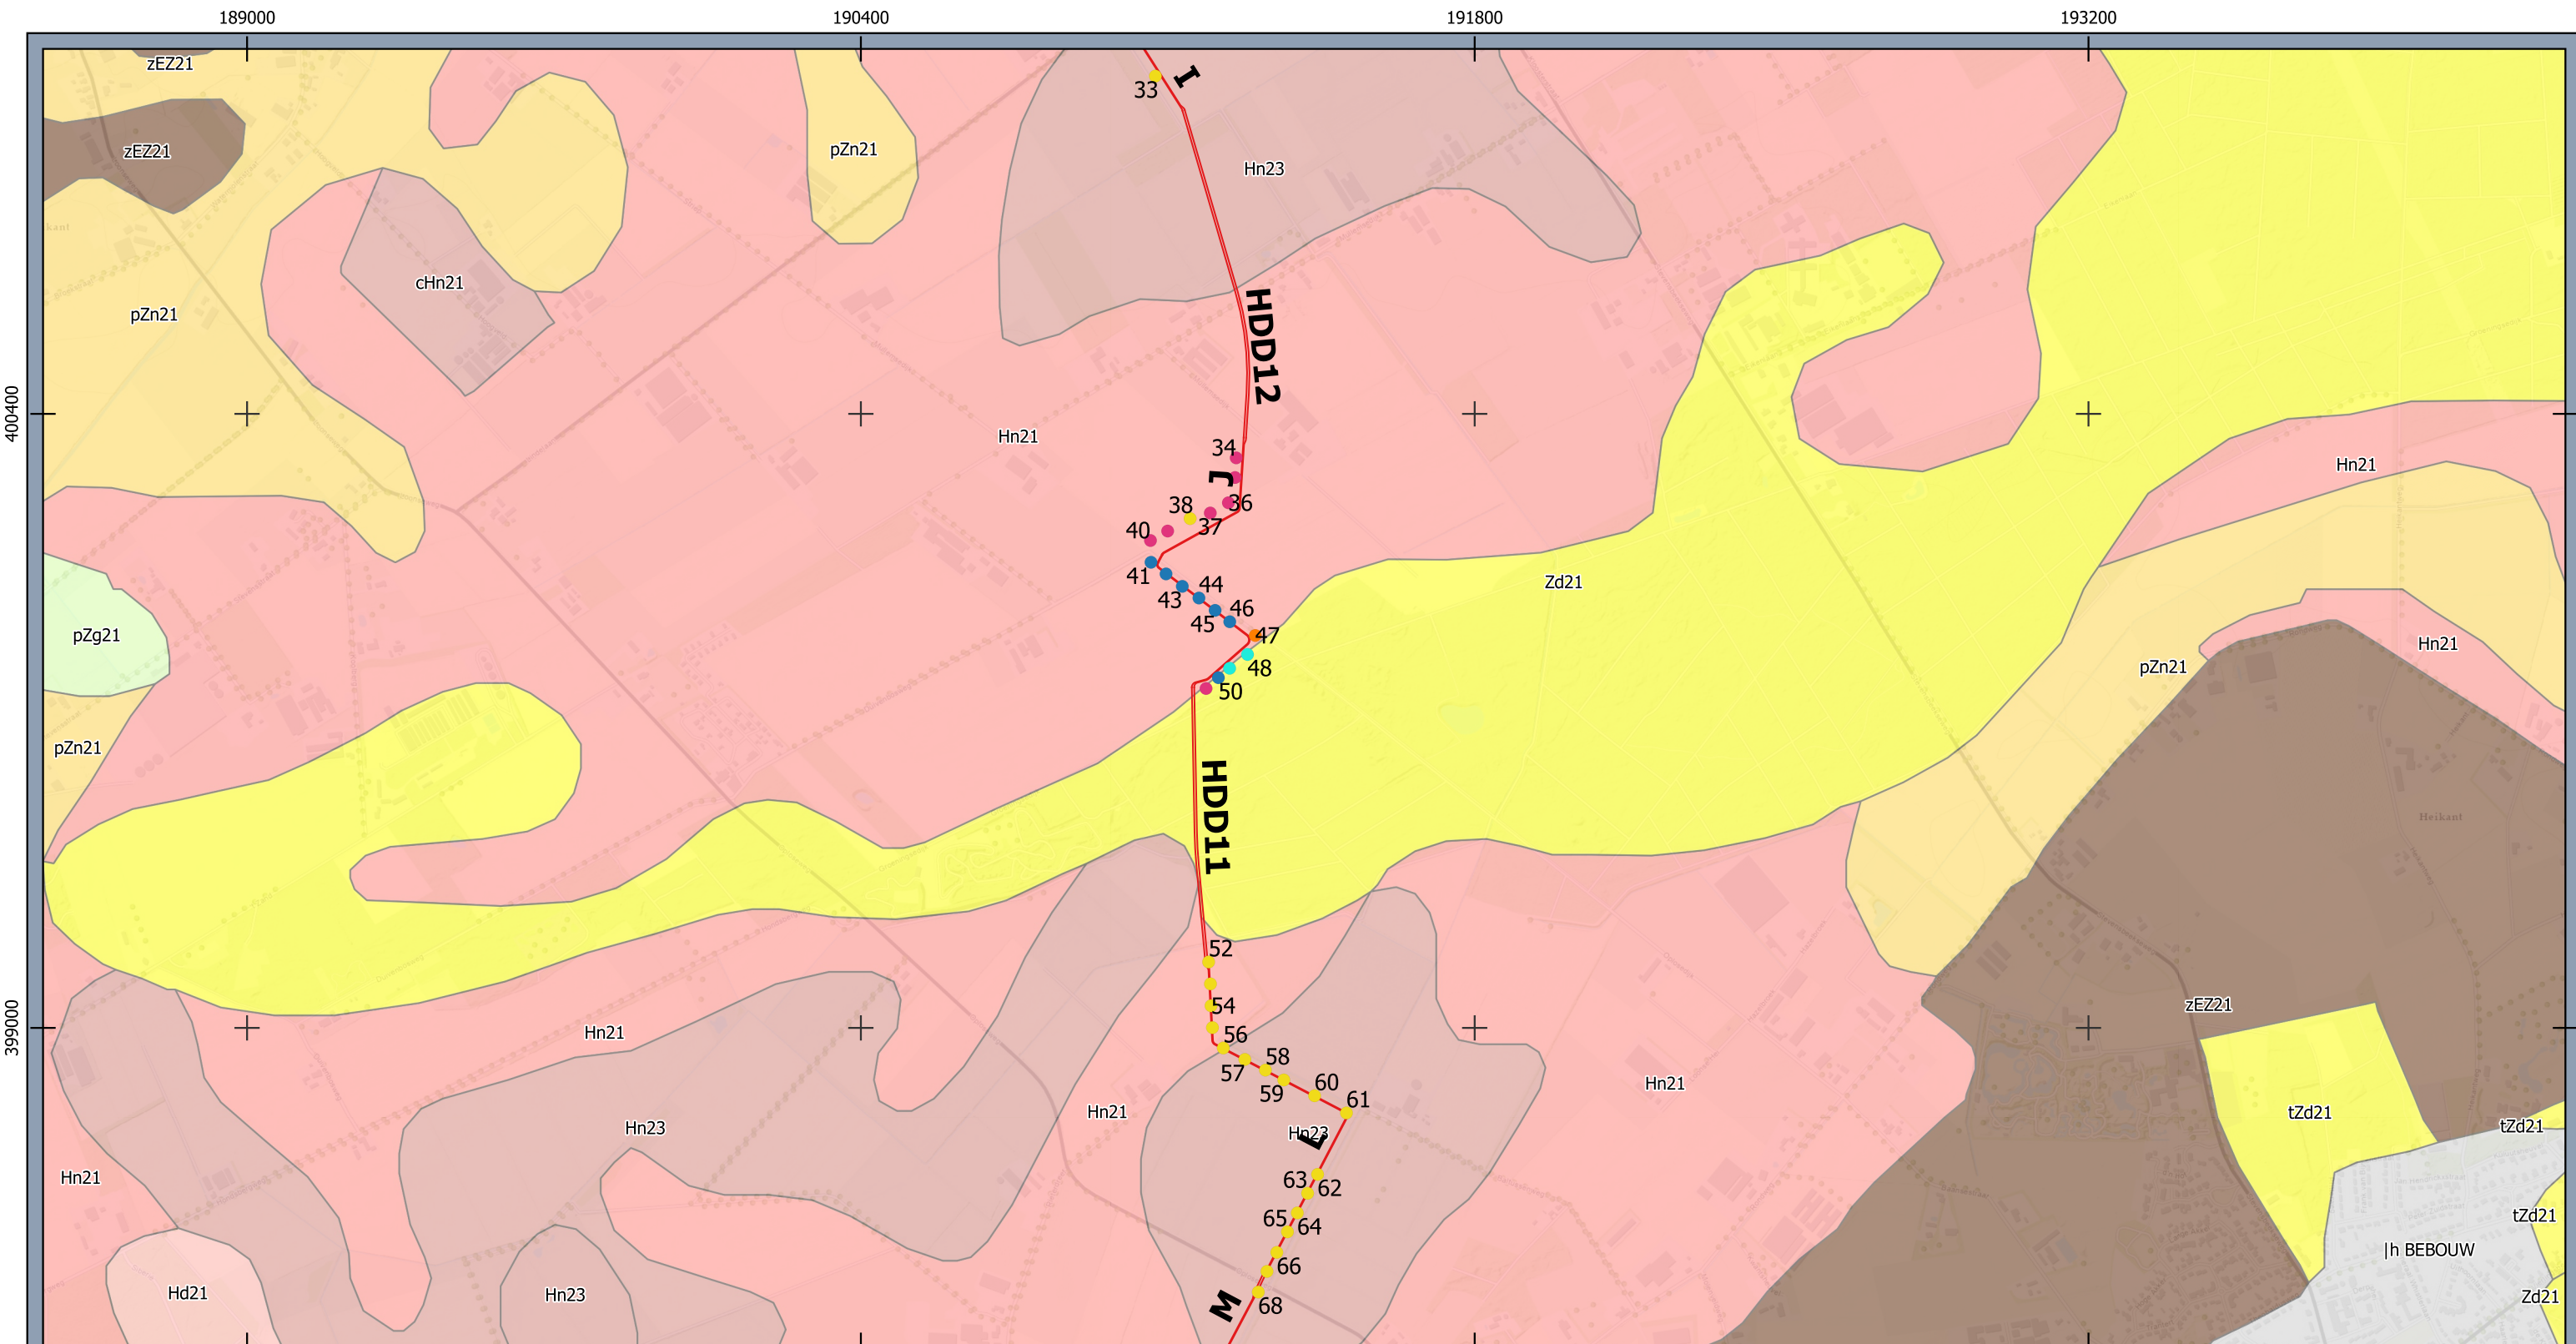 189000 190400 191800 193200
zEZ21
33 I
zEZ21 pZn21 Hn23
kant
cHn21
pZn21
HDD12
400400
Hn21
34
J
Hn21
38 36
37
40
41 44 Zd21
43
46
45
47
pZg21
Hn21
48 pZn21
50
pZn21
HDD11
Heikant
52
zEZ21
54
399000
Hn21
56
58
57
Hn21
60
59
61
Hn21
tZd21
Hn23
Hn23
L
tZd21
Hn21
63
62
65
64
tZd21
|h BEBOUW
66
Hd21
Hn23
M
68
Zd21